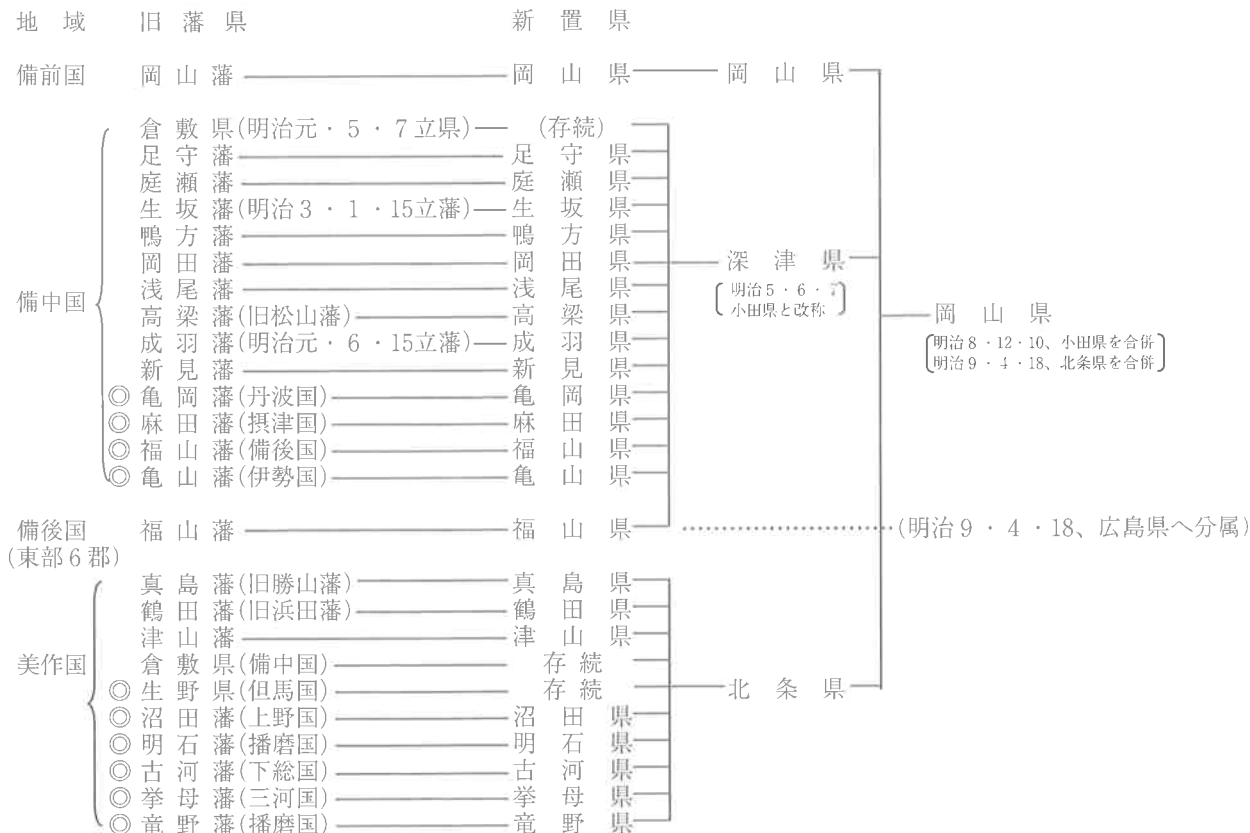 地域 旧藩県 新置県
備前国 岡山藩 岡山県 岡山県
倉敷県(明治元・5・7立県) (存続)
足守藩 足守県
庭瀬藩 庭瀬県
生坂藩(明治3・1・15立藩) 生坂県
鴨方藩 鴨方県
岡田藩 岡田県 深津県
浅尾藩 浅尾県 明治5・6・7
備中国
高梁藩(旧松山藩) 高梁県 小田県と改称 岡山県
成羽藩(明治元・6・15立藩) 成羽県 明治8・12・10、小田県を合併
新見藩 新見県 明治9・4・18、北条県を合併
◎亀岡藩(丹波国) 亀岡県
◎麻田藩(摂津国) 麻田県
◎福山藩(備後国) 福山県
◎亀山藩(伊勢国) 亀山県
備後国 福山藩 福山県 (明治9・4・18、広島県へ分属)
(東部6郡)
真島藩(旧勝山藩) 真島県
鶴田藩(旧浜田藩) 鶴田県
津山藩 津山県
美作国 倉敷県(備中国) 存続
◎生野県(但馬国) 存続 北条県
◎沼田藩(上野国) 沼田県
◎明石藩(播磨国) 明石県
◎古河藩(下総国) 古河県
◎挙母藩(三河国) 挙母県
◎竜野藩(播磨国) 竜野県